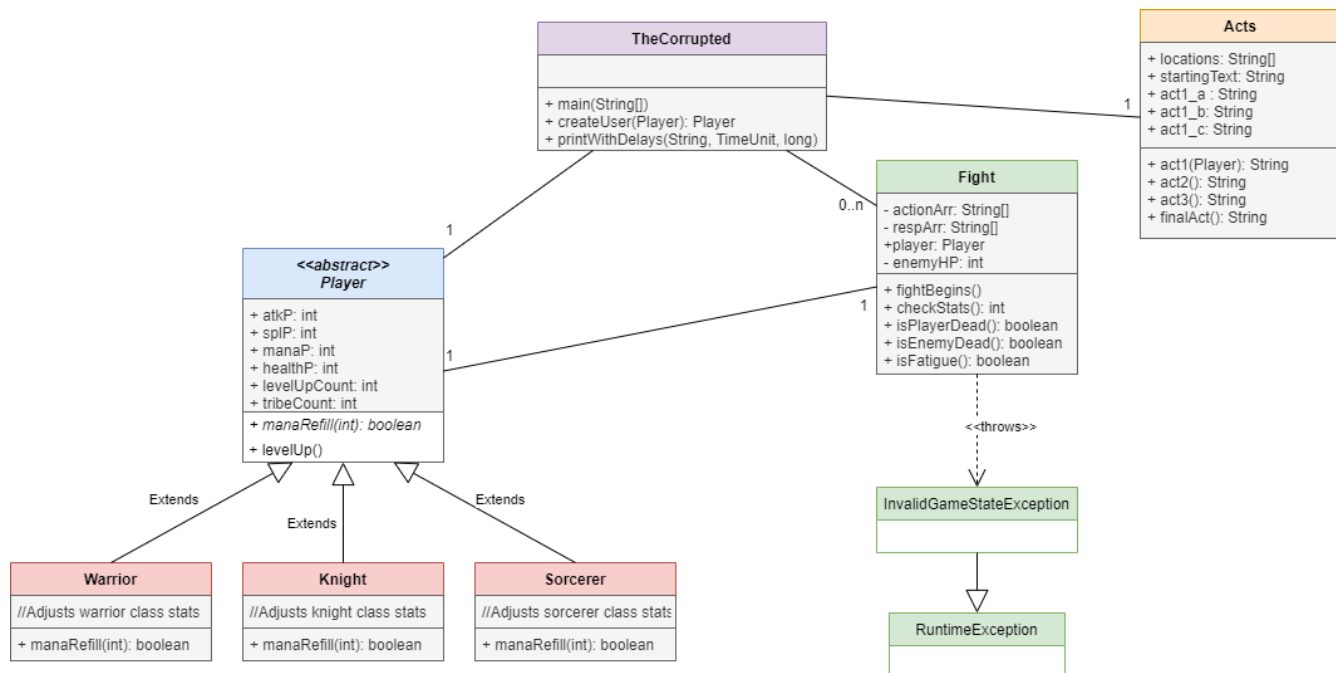 TheCorrupted
+ main(String[])
+ createUser(Player): Player
+ printWithDelays(String, TimeUnit, long)
Acts
+ locations: String[]
+ startingText: String
+ act1_a : String
+ act1_b: String
+ act1_c: String
+ act1(Player): String
+ act2(): String
+ act3(): String
+ finalAct(): String
1
Fight
- actionArr: String[]
- respArr: String[]
+player: Player
- enemyHP: int
+ fightBegins()
+ checkStats(): int
+ isPlayerDead(): boolean
+ isEnemyDead(): boolean
+ isFatigue(): boolean
0..n
1
1
<<abstract>>
Player
+ atkP: int
+ splP: int
+ manaP: int
+ healthP: int
+ levelUpCount: int
+ tribeCount: int
+ manaRefill(int): boolean
+ levelUp()
1
<<throws>>
Extends
Extends
Extends
InvalidGameStateException
RuntimeException
Warrior
//Adjusts warrior class stats
+ manaRefill(int): boolean
Knight
//Adjusts knight class stats
+ manaRefill(int): boolean
Sorcerer
//Adjusts sorcerer class stats
+ manaRefill(int): boolean